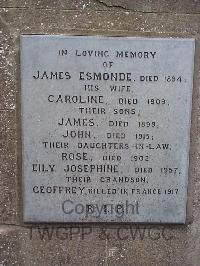 IN LOVING MEMORY
OF
JAMES ESMONDE, DIED 1894.
HIS WIFE,
CAROLINE, DIED 1909,
THEIR SONS,
JAMES, DIED 1899,
JOHN, DIED 1915;
THEIR DAUGHTERS-IN-LAW,
ROSE, DIED 1902
EILY JOSEPHINE, DIED 1957,
THEIR GRANDSON,
GEOFFREY, KILLED IN FRANCE 1917
R.I.P.
Copyright
TWGPP/CWGC